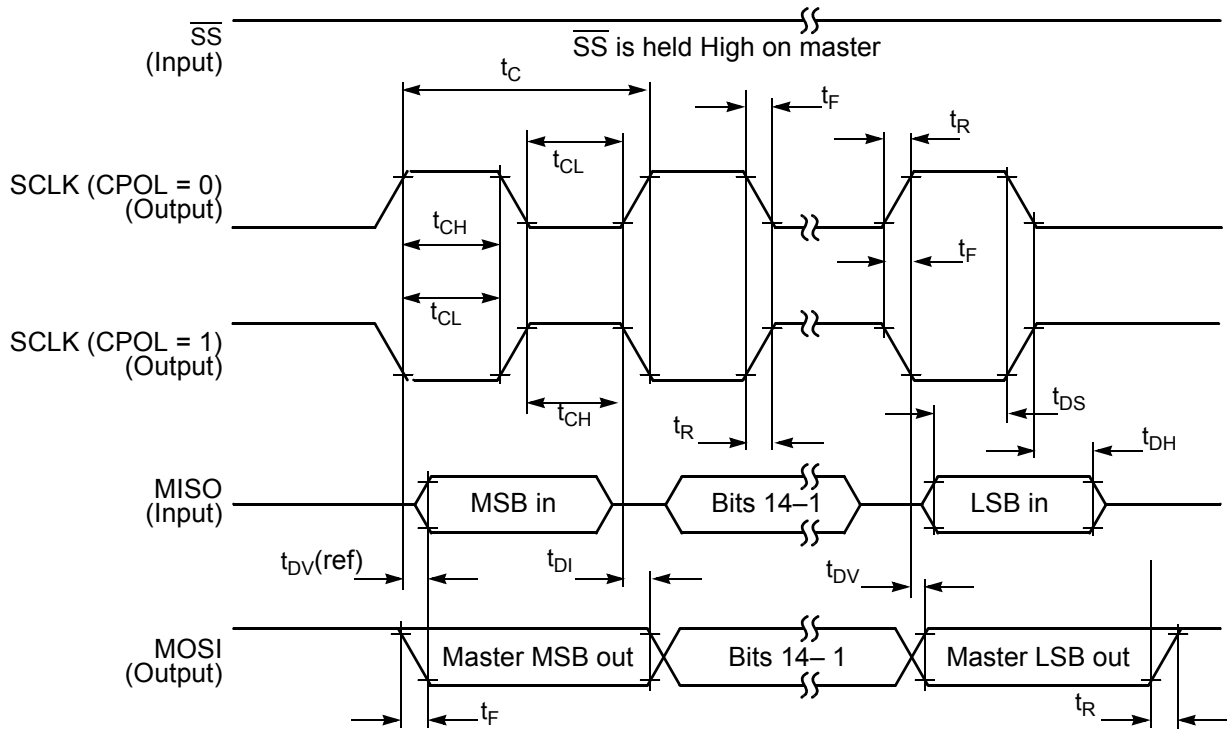 SS
(Input)
SS is held High on master
tC
tF
tR
tCL
SCLK (CPOL = 0)
(Output)
tCH
tF
tCL
SCLK (CPOL = 1)
(Output)
tCH
tDS
tR
tDH
MISO
(Input)
MSB in
Bits 14–1
LSB in
tDV(ref)
tDI
tDV
MOSI
(Output)
Master MSB out
Bits 14– 1
Master LSB out
tF
tR